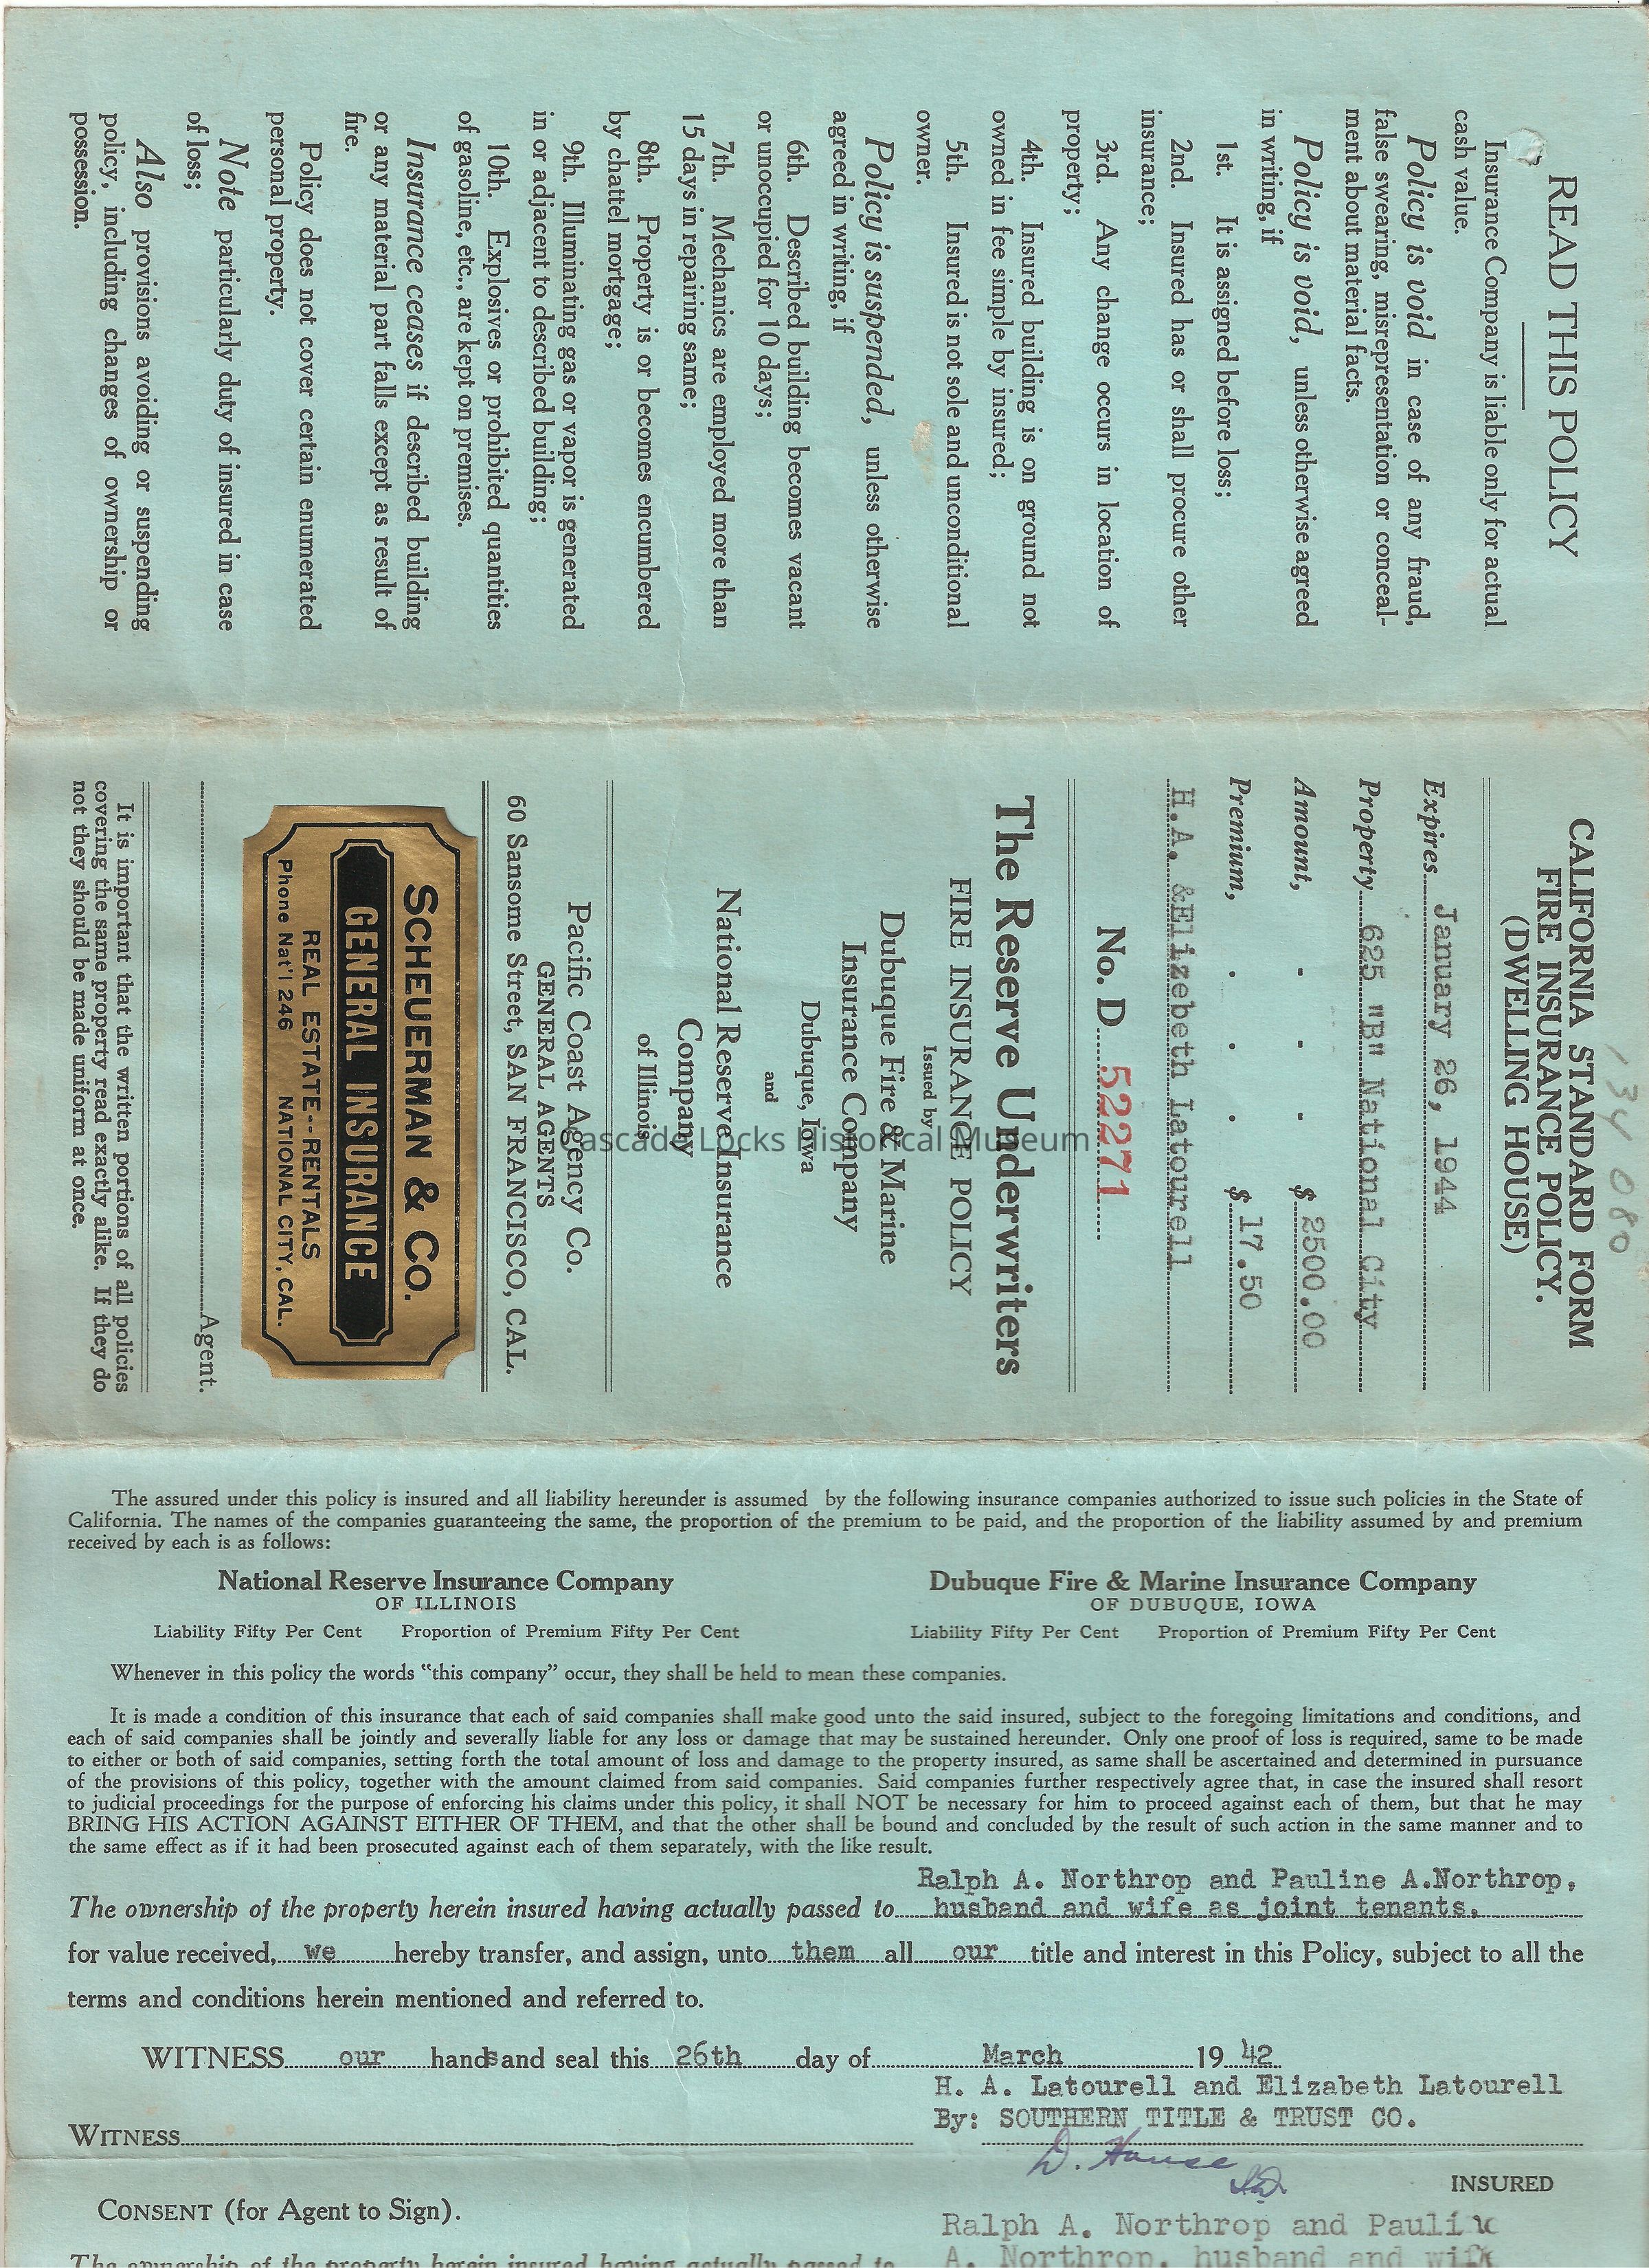 READ THIS POLICY
Insurance Company is liable only for actual
cash value.
Policy is void in case of any fraud,
false swearing, misrepresentation or conceal-
ment about material facts.
Policy is void, unless otherwise agreed
in writing, if
1st. It is assigned before loss;
2nd. Insured has or shall procure other
insurance;
3rd. Any change occurs in location of
property;
4th. Insured building is on ground not
owned in fee simple by insured;
5th. Insured is not sole and unconditional
owner.
Policy is suspended, unless otherwise
agreed in writing, if
6th. Described building becomes vacant
or unoccupied for 10 days;
7th. Mechanics are employed more than
15 days in repairing same;
8th. Property is or becomes encumbered
by chattel mortgage;
9th. Illuminating gas or vapor is generated
in or adjacent to described building;
10th. Explosives or prohibited quantities
of gasoline, etc., are kept on premises.
Insurance ceases if described building
or any material part falls except as result of
fire.
Policy does not cover certain enumerated
personal property.
Note particularly duty of insured in case
of loss;
Also provisions avoiding or suspending
policy, including changes of ownership or
possession.
34 080
CALIFORNIA STANDARD FORM
FIRE INSURANCE POLICY.
(DWELLING HOUSE)
Expires January 26, 1944
Property 625 "B" National City
Amount, $ 2500.00
Premium, $ 17.50
H.A. &Elizebeth Latourell
No. D 52271
The Reserve Underwriters
FIRE INSURANCE POLICY
Issued by
Dubuque Fire & Marine
Insurance Company
Dubuque, Iowa
and
National Reserve Insurance
Company
of Illinois
Pacific Coast Agency Co.
GENERAL AGENTS
60 Sansome Street, SAN FRANCISCO, CAL.
SCHEUERMAN & CO.
GENERAL INSURANCE
REAL ESTATE--RENTALS
Phone Nat'l 246 NATIONAL CITY, CAL.
Agent.
It is important that the written portions of all policies
covering the same property read exactly alike. If they do
not they should be made uniform at once.
Cascade Locks Historical Museum
The assured under this policy is insured and all liability hereunder is assumed by the following insurance companies authorized to issue such policies in the State of
California. The names of the companies guaranteeing the same, the proportion of the premium to be paid, and the proportion of the liability assumed by and premium
received by each is as follows:
National Reserve Insurance Company Dubuque Fire & Marine Insurance Company
OF ILLINOIS OF DUBUQUE, IOWA
Liability Fifty Per Cent Proportion of Premium Fifty Per Cent Liability Fifty Per Cent Proportion of Premium Fifty Per Cent
Whenever in this policy the words "this company" occur, they shall be held to mean these companies.
It is made a condition of this insurance that each of said companies shall make good unto the said insured, subject to the foregoing limitations and conditions, and
each of said companies shall be jointly and severally liable for any loss or damage that may be sustained hereunder. Only one proof of loss is required, same to be made
to either or both of said companies, setting forth the total amount of loss and damage to the property insured, as same shall be ascertained and determined in pursuance
of the provisions of this policy, together with the amount claimed from said companies. Said companies further respectively agree that, in case the insured shall resort
to judicial proceedings for the purpose of enforcing his claims under this policy, it shall NOT be necessary for him to proceed against each of them, but that he may
BRING HIS ACTION AGAINST EITHER OF THEM, and that the other shall be bound and concluded by the result of such action in the same manner and to
the same effect as if it had been prosecuted against each of them separately, with the like result.
Ralph A. Northrop and Pauline A.Northrop,
The ownership of the property herein insured having actually passed to husband and wife as joint tenants.
for value received, we hereby transfer, and assign, unto them all our title and interest in this Policy, subject to all the
terms and conditions herein mentioned and referred to.
WITNESS our hands and seal this 26th day of March 19 42
H. A. Latourell and Elizabeth Latourell
By: SOUTHERN TITLE & TRUST CO.
WITNESS
D. House
INSURED
CONSENT (for Agent to Sign).
Ralph A. Northrop and Pauline
The ownership of the property herein insured having actually passed to A. Northrop, husband and wife